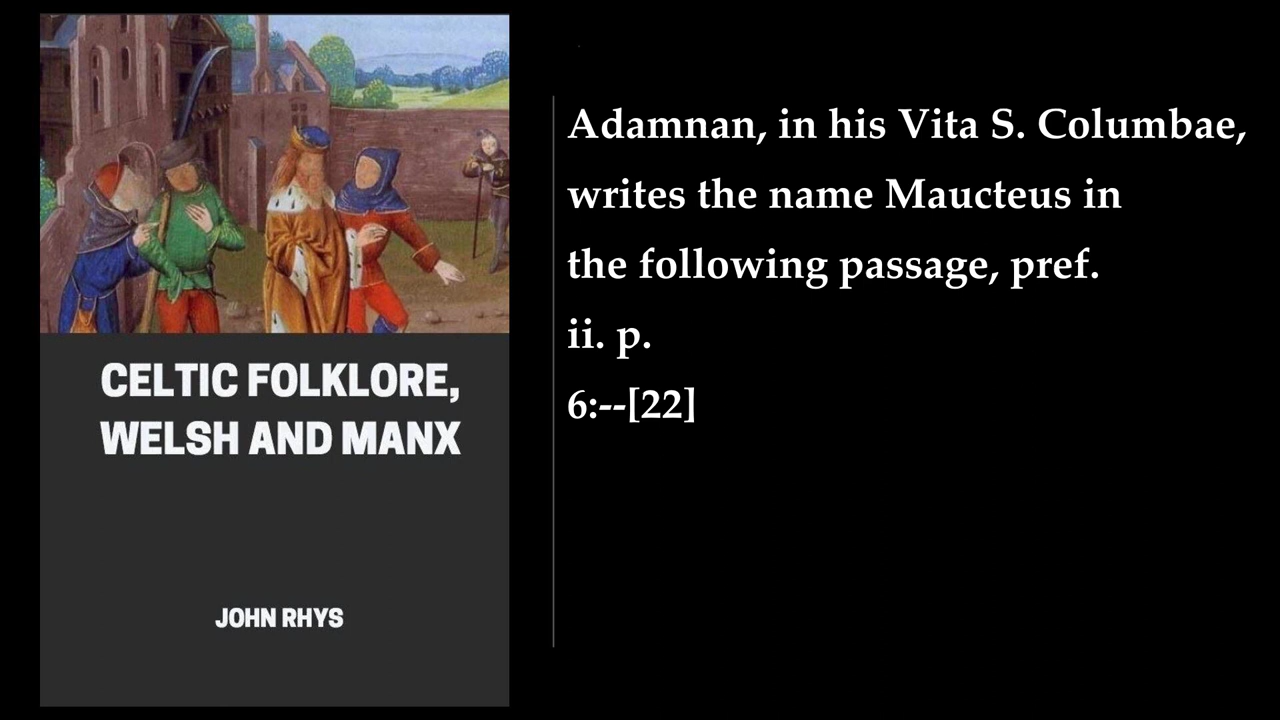 CELTIC FOLKLORE,
WELSH AND MANX
JOHN RHYS
Adamnan, in his Vita S. Columbae,
writes the name Maucteus in
the following passage, pref.
ii. p.
6:--[22]